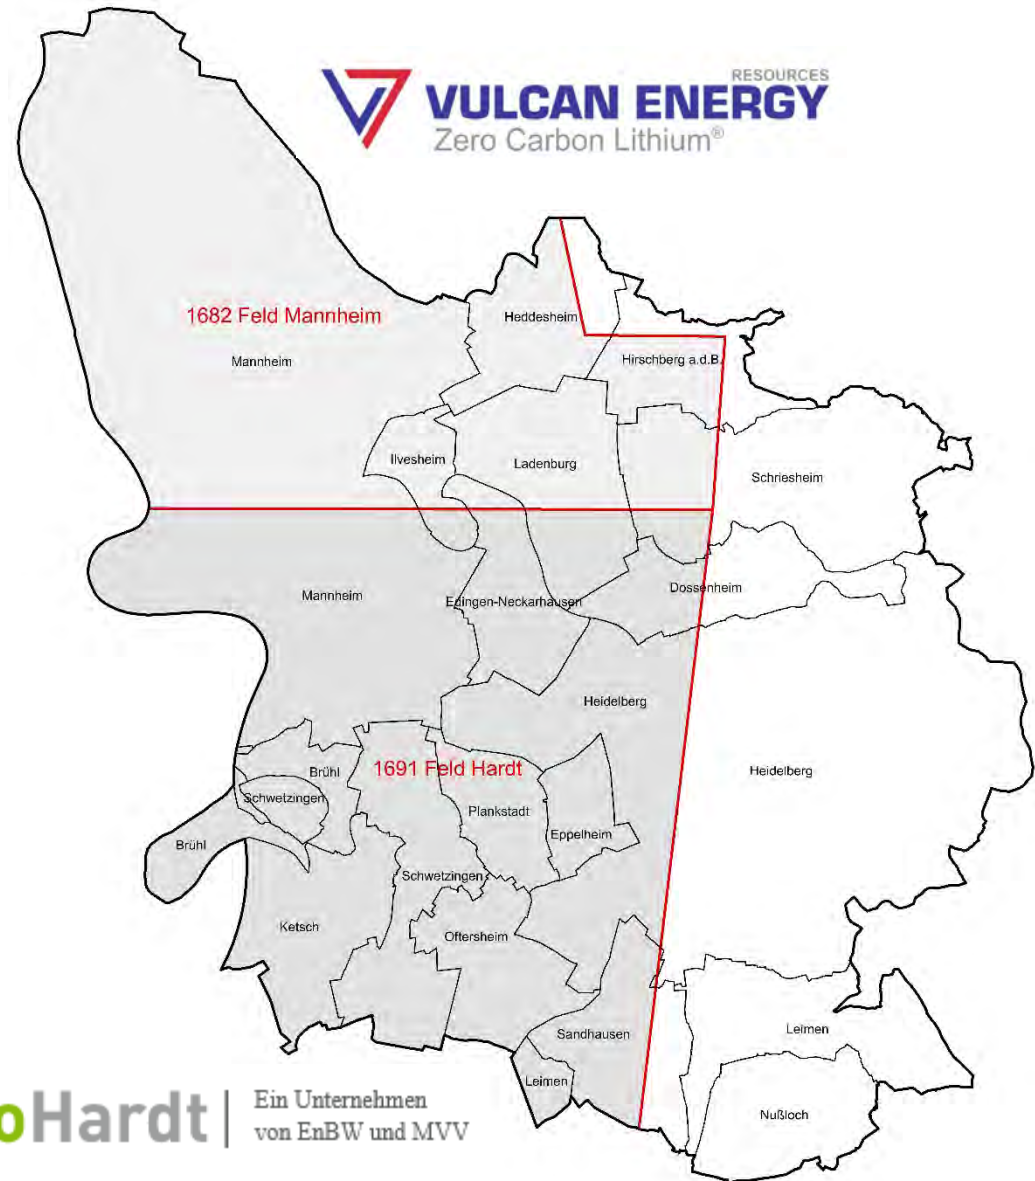 RESOURCES
VULCAN ENERGY
Zero Carbon Lithium®
1682 Feld Mannheim
Heddesheim
Mannheim
Hirschberg a.d.B.
Ilvesheim
Ladenburg
Schriesheim
Mannheim
Edingen-Neckarhausen
Dossenheim
Heidelberg
1691 Feld Hardt
Brühl
Heidelberg
Schwetzingen
Plankstadt
Eppelheim
Brühl
Schwetzingen
Ketsch
Oftersheim
Sandhausen
Leimen
Leimen
Nußloch
oHardt
Ein Unternehmen
von EnBW und MVV